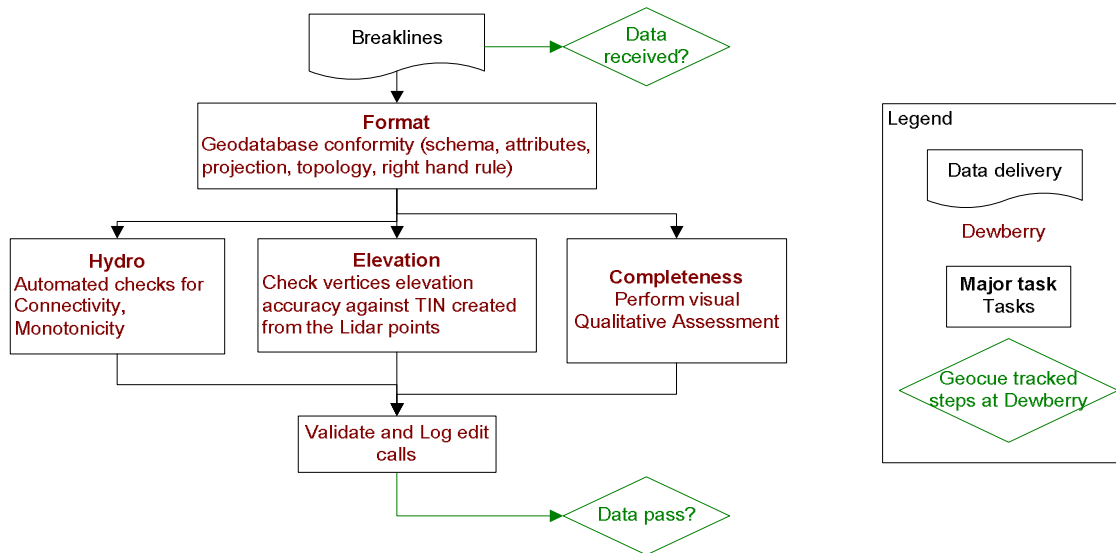 Breaklines
Data
received?
Format
Geodatabase conformity (schema, attributes,
projection, topology, right hand rule)
Hydro
Automated checks for
Connectivity,
Monotonicity
Elevation
Check vertices elevation
accuracy against TIN created
from the Lidar points
Completeness
Perform visual
Qualitative Assessment
Validate and Log edit
calls
Data pass?
Legend
Data delivery
Dewberry
Major task
Tasks
Geocue tracked
steps at Dewberry